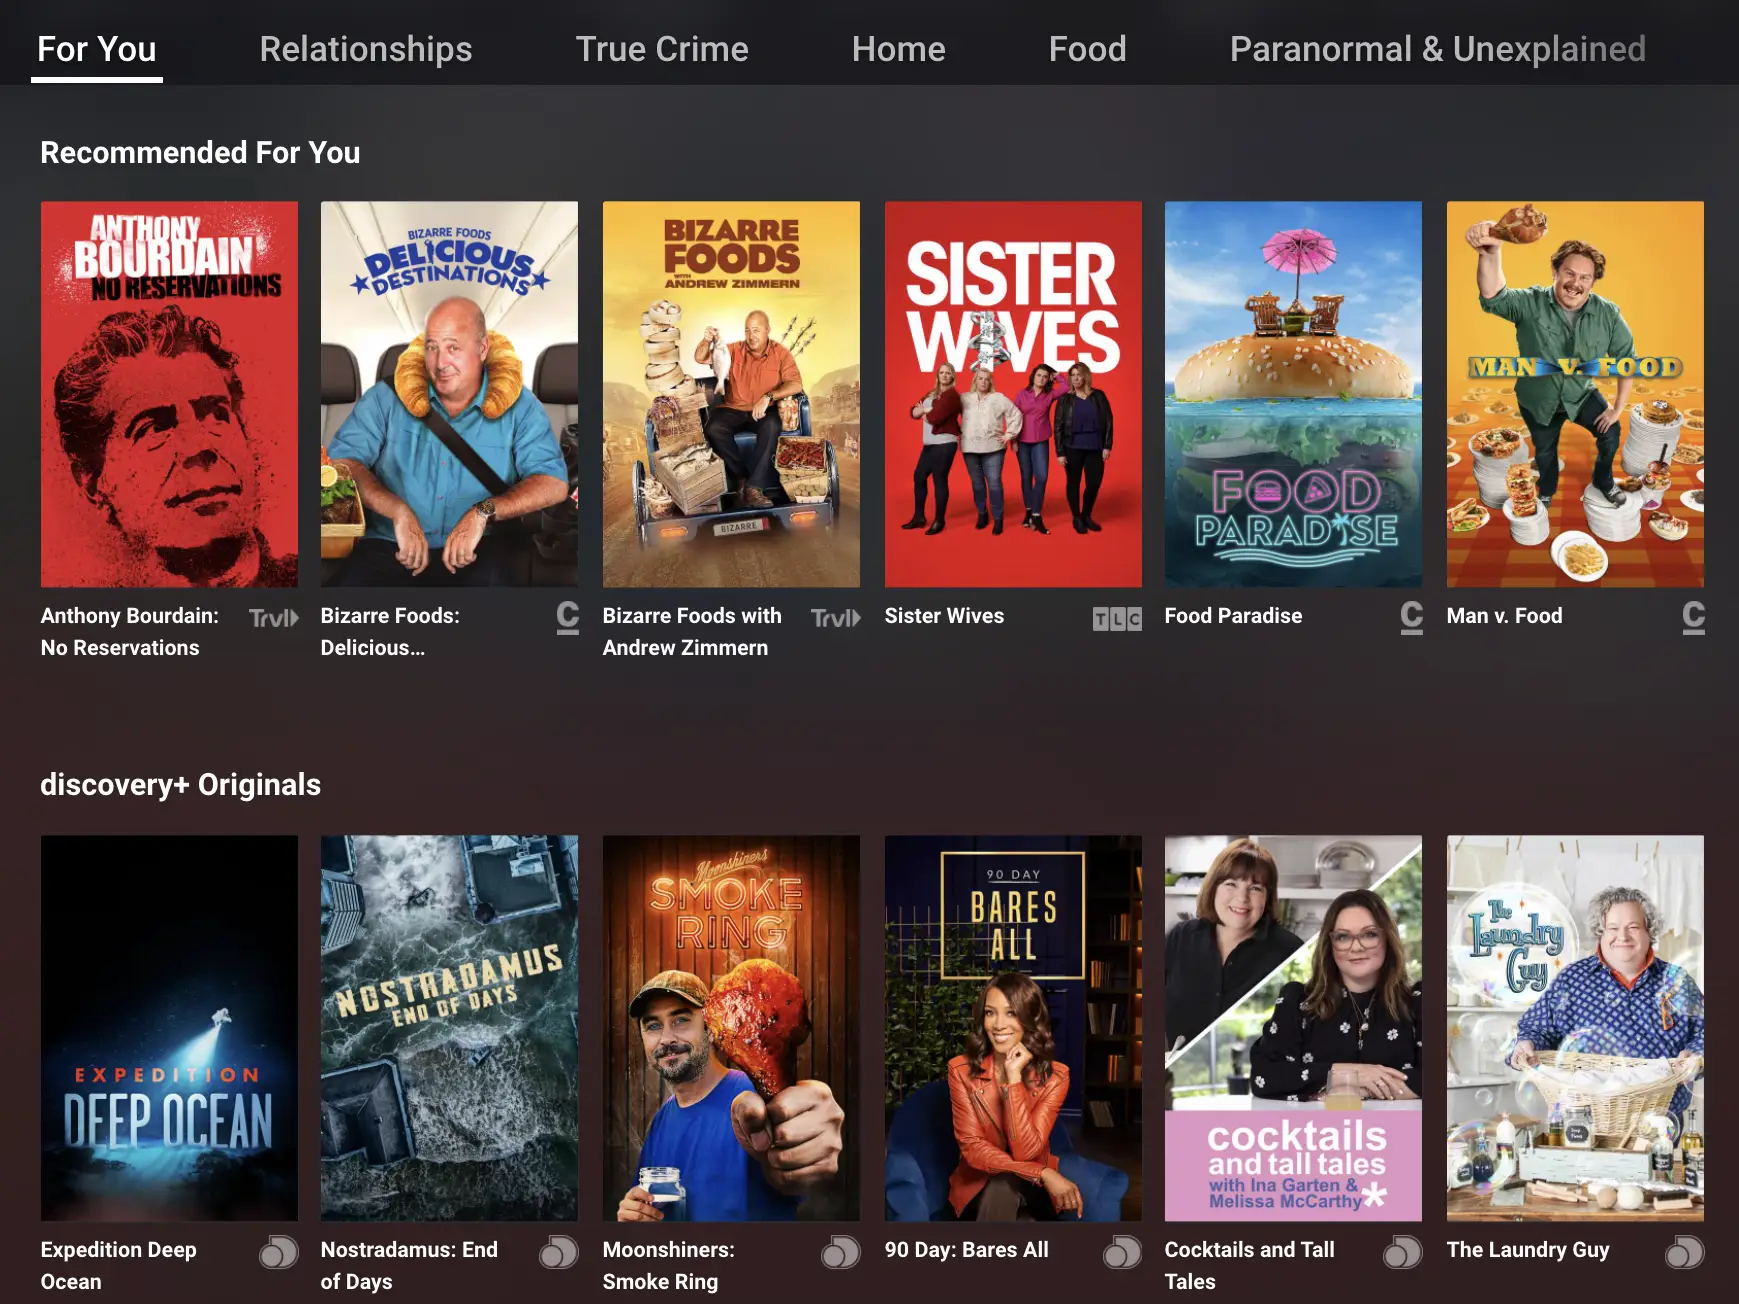 For You
Relationships
True Crime
Home
Food
Paranormal & Unexplained
Recommended For You
ANTHONY
BOURDAIN
NO RESERVATIONS
BIZARRE FOODS
DELICIOUS
DESTINATIONS
BIZARRE
FOODS
WITH
ANDREW ZIMMERN
BIZARRE
SISTER
WIVES
FOOD
PARADISE
MAN V. FOOD
Anthony Bourdain:
No Reservations
Trvl
Bizarre Foods:
Delicious...
C
Bizarre Foods with
Andrew Zimmern
Trvl
Sister Wives
TLC
Food Paradise
C
Man v. Food
C
discovery+ Originals
EXPEDITION
DEEP OCEAN
NOSTRADAMUS
END OF DAYS
Moonshiners
SMOKE
RING
90 DAY
BARES
ALL
cocktails
and tall tales
with Ina Garten &
Melissa McCarthy*
The
Laundry
Guy
Expedition Deep
Ocean
Nostradamus: End
of Days
Moonshiners:
Smoke Ring
90 Day: Bares All
Cocktails and Tall
Tales
The Laundry Guy